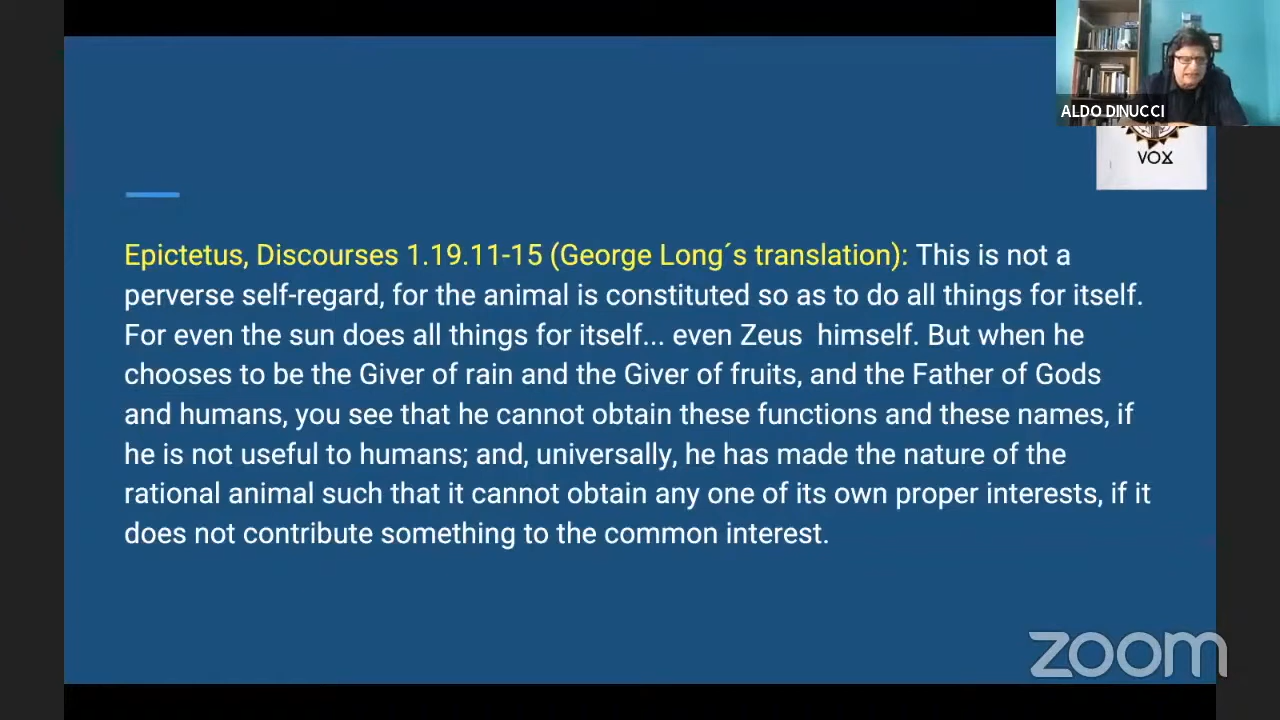 ALDO DINUCCI
VOX
Epictetus, Discourses 1.19.11-15 (George Long´s translation): This is not a
perverse self-regard, for the animal is constituted so as to do all things for itself.
For even the sun does all things for itself... even Zeus  himself. But when he
chooses to be the Giver of rain and the Giver of fruits, and the Father of Gods
and humans, you see that he cannot obtain these functions and these names, if
he is not useful to humans; and, universally, he has made the nature of the
rational animal such that it cannot obtain any one of its own proper interests, if it
does not contribute something to the common interest.
zoom